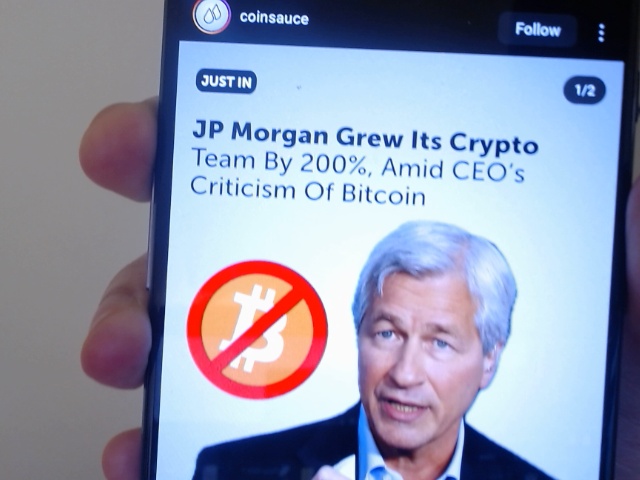 coinsauce
Follow
JUST IN
1/2
JP Morgan Grew Its Crypto
Team By 200%, Amid CEO's
Criticism Of Bitcoin